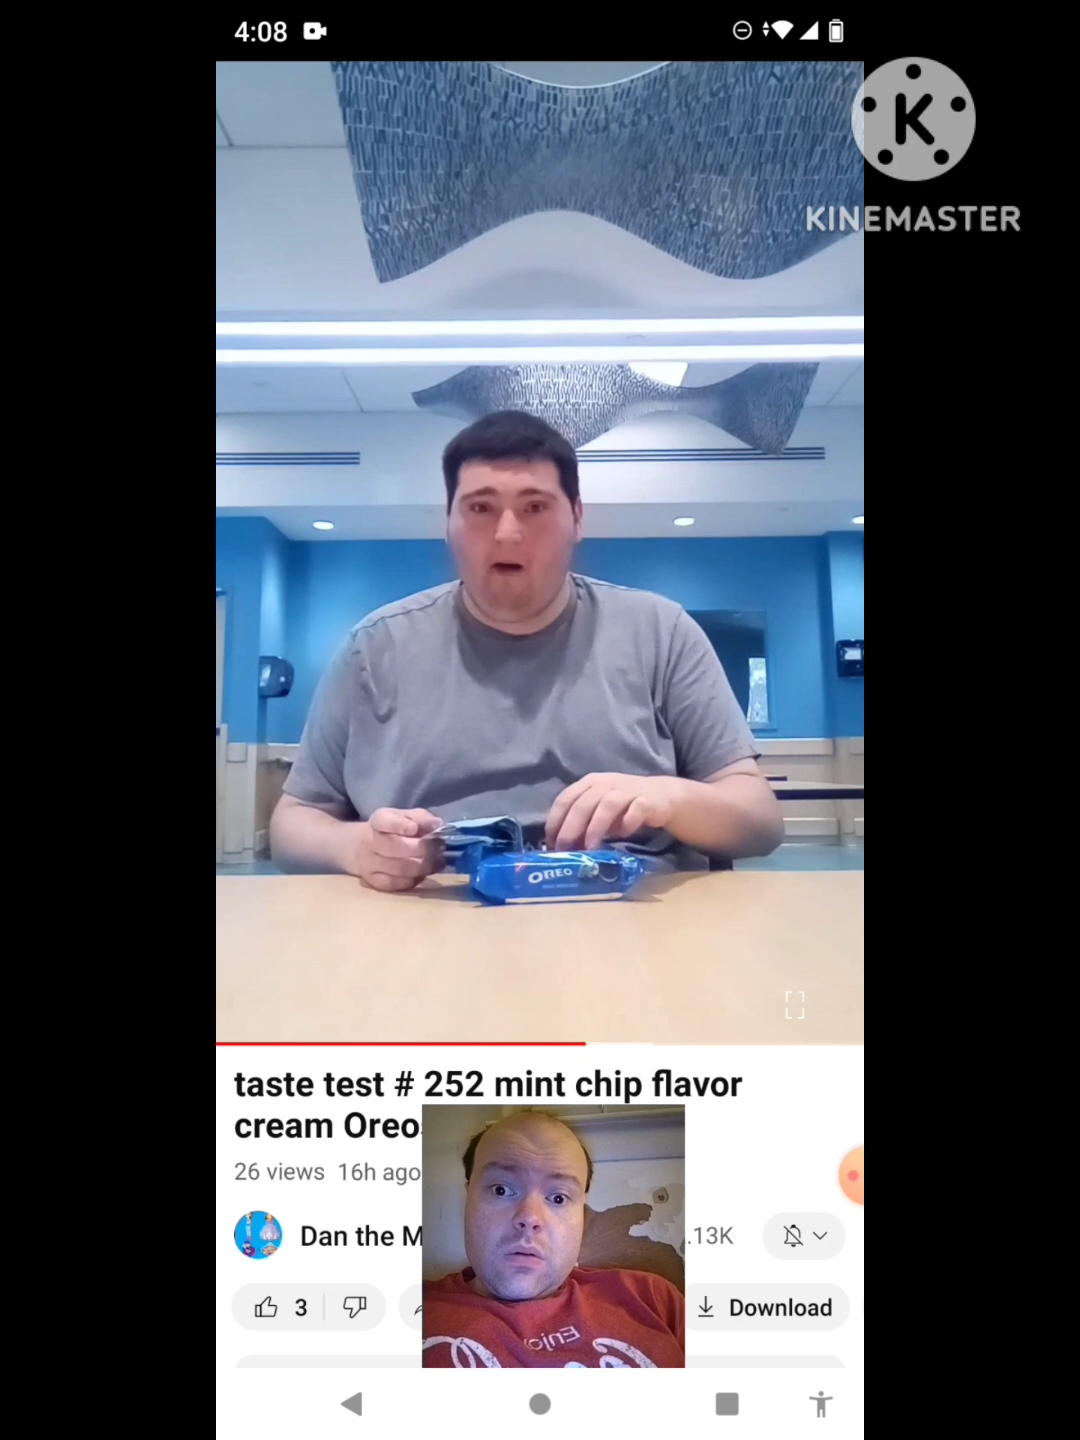 4:08
K
KINEMASTER
OREO
taste test # 252 mint chip flavor
cream Oreo
26 views 16h ago
Dan the M
.13K
3
Download
Enjoy